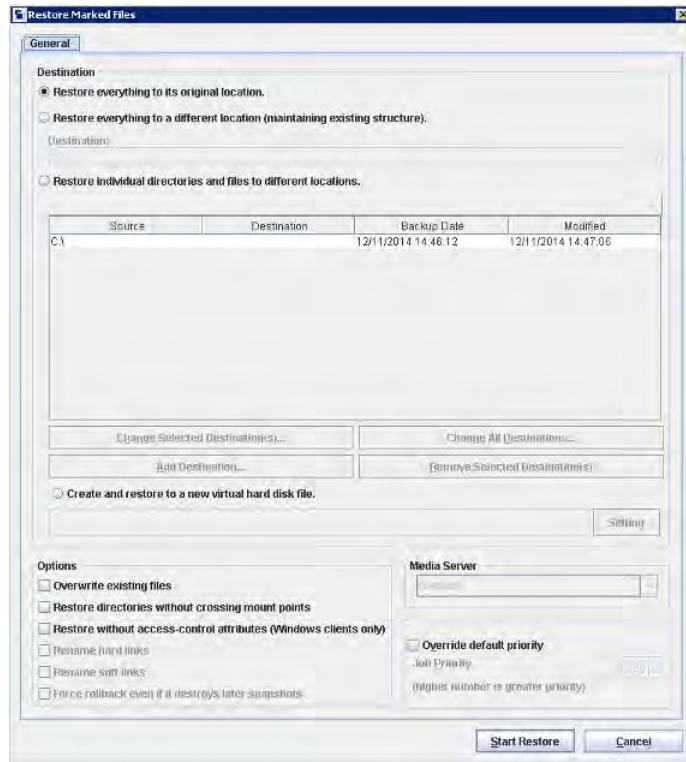 Restore Marked Files
General
Destination
Restore everything to its original location.
Restore everything to a different location (maintaining existing structure).
Destination:
Restore individual directories and files to different locations.
Source Destination Backup Date Modified
C:\ 12/11/2014 14:46:12 12/11/2014 14:47:06
Change Selected Destination(s)... Change All Destinations...
Add Destination... Remove Selected Destination(s)
Create and restore to a new virtual hard disk file.
Setting
Options
Overwrite existing files
Restore directories without crossing mount points
Restore without access-control attributes (Windows clients only)
Rename hard links
Rename soft links
Force rollback even if it destroys later snapshots
Media Server
Override default priority
Job Priority
(higher number is greater priority)
Start Restore Cancel